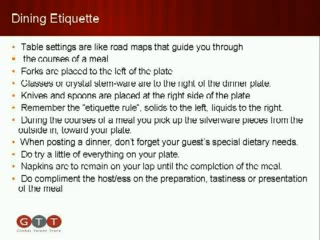 Dining Etiquette
Table settings are like road maps that guide you through
the courses of a meal
Forks are placed to the left of the plate
Glasses or crystal stem-ware are to the right of the dinner plate.
Knives and spoons are placed at the right side of the plate
Remember the "etiquette rule", solids to the left, liquids to the right.
During the courses of a meal you pick up the silverware pieces from the
outside in, toward your plate.
When posting a dinner, don't forget your guest's special dietary needs.
Do try a little of everything on your plate.
Napkins are to remain on your lap until the completion of the meal.
Do compliment the host/ess on the preparation, tastiness or presentation
of the meal
GTT
Global Talent Track